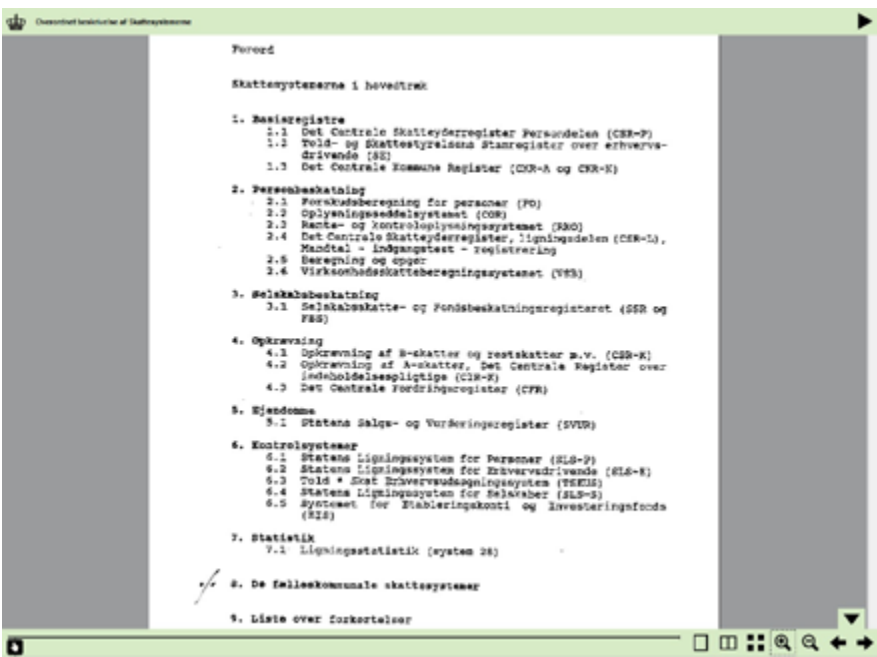 Overordnet beskrivelse af Skattesystemerne
Forord
Skattesystemerne i hovedtræk
1. Basisregistre
1.1 Det Centrale Skatteyderregister Persondelen (CSR-P)
1.2 Told- og Skattestyrelsens Stamregister over erhvervs-
drivende (SE)
1.3 Det Centrale Kommune Register (CKR-A og CKR-K)
2. Personbeskatning
2.1 Forskudsberegning for personer (FO)
2.2 Oplysningsseddelsystemet (COR)
2.3 Rente- og kontroloplysningssystemet (RKO)
2.4 Det Centrale Skatteyderregister, ligningsdelen (CSR-L),
Mandtal - indgangstest - registrering
2.5 Beregning og opgør
2.6 Virksomhedsskatteberegningssystemet (VSB)
3. Selskabsbeskatning
3.1 Selskabsskatte- og Fondsbeskatningsregisteret (SSR og
FBS)
4. Opkrævning
4.1 Opkrævning af B-skatter og restskatter m.v. (CSR-K)
4.2 Opkrævning af A-skatter, Det Centrale Register over
indeholdelsespligtige (CIR-K)
4.3 Det Centrale Fordringsregister (CFR)
5. Ejendomme
5.1 Statens Salgs- og Vurderingsregister (SVUR)
6. Kontrolsystemer
6.1 Statens Ligningssystem for Personer (SLS-P)
6.2 Statens Ligningssystem for Erhvervsdrivende (SLS-E)
6.3 Told * Skat Erhvervsudsøgningssystem (TSEUS)
6.4 Statens Ligningssystem for Selskaber (SLS-S)
6.5 Systemet for Etableringskonti og Investeringsfonds
(EIS)
7. Statistik
7.1 Ligningsstatistik (system 28)
8. De fælleskommunale skattesystemer
9. Liste over forkortelser